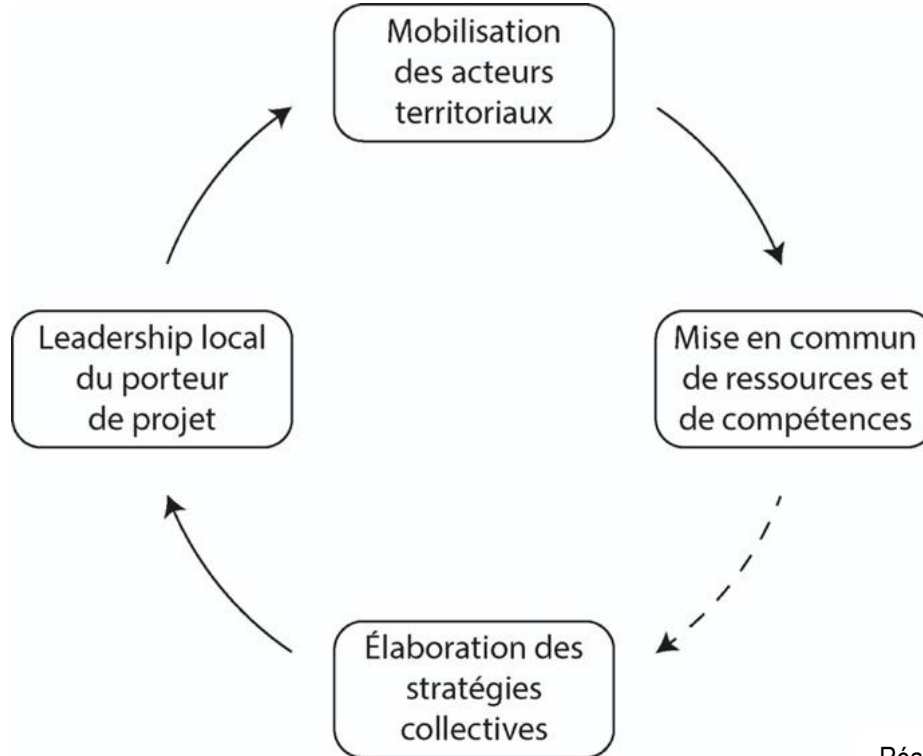 Mobilisation
des acteurs
territoriaux
Leadership local
du porteur
de projet
Mise en commun
de ressources et
de compétences
Élaboration des
stratégies
collectives